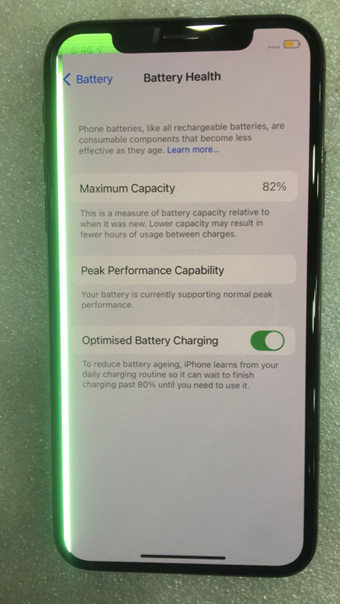 6:46
Battery
Battery Health
Phone batteries, like all rechargeable batteries, are
consumable components that become less
effective as they age. Learn more...
Maximum Capacity 82%
This is a measure of battery capacity relative to
when it was new. Lower capacity may result in
fewer hours of usage between charges.
Peak Performance Capability
Your battery is currently supporting normal peak
performance.
Optimised Battery Charging
To reduce battery ageing, iPhone learns from your
daily charging routine so it can wait to finish
charging past 80% until you need to use it.